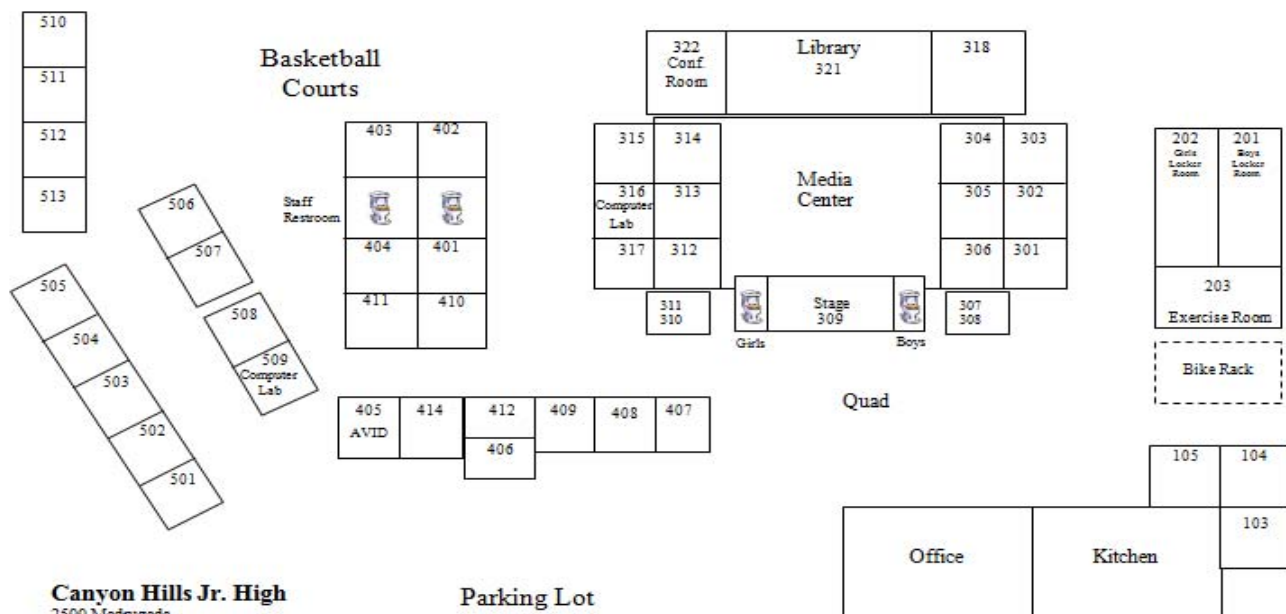 510
511
512
513
Basketball
Courts
403
402
Staff
Restroom
404
401
411
410
506
507
508
509
Computer
Lab
505
504
503
502
501
405
AVID
414
412
406
409
408
407
322
Conf.
Room
Library
321
318
315
314
316
Computer
Lab
313
317
312
311
310
Media
Center
304
303
305
302
306
301
307
308
Stage
309
Girls
Boys
Quad
202
Girls
Locker
Room
201
Boys
Locker
Room
203
Exercise Room
Bike Rack
105
104
103
Office
Kitchen
Canyon Hills Jr. High
Parking Lot